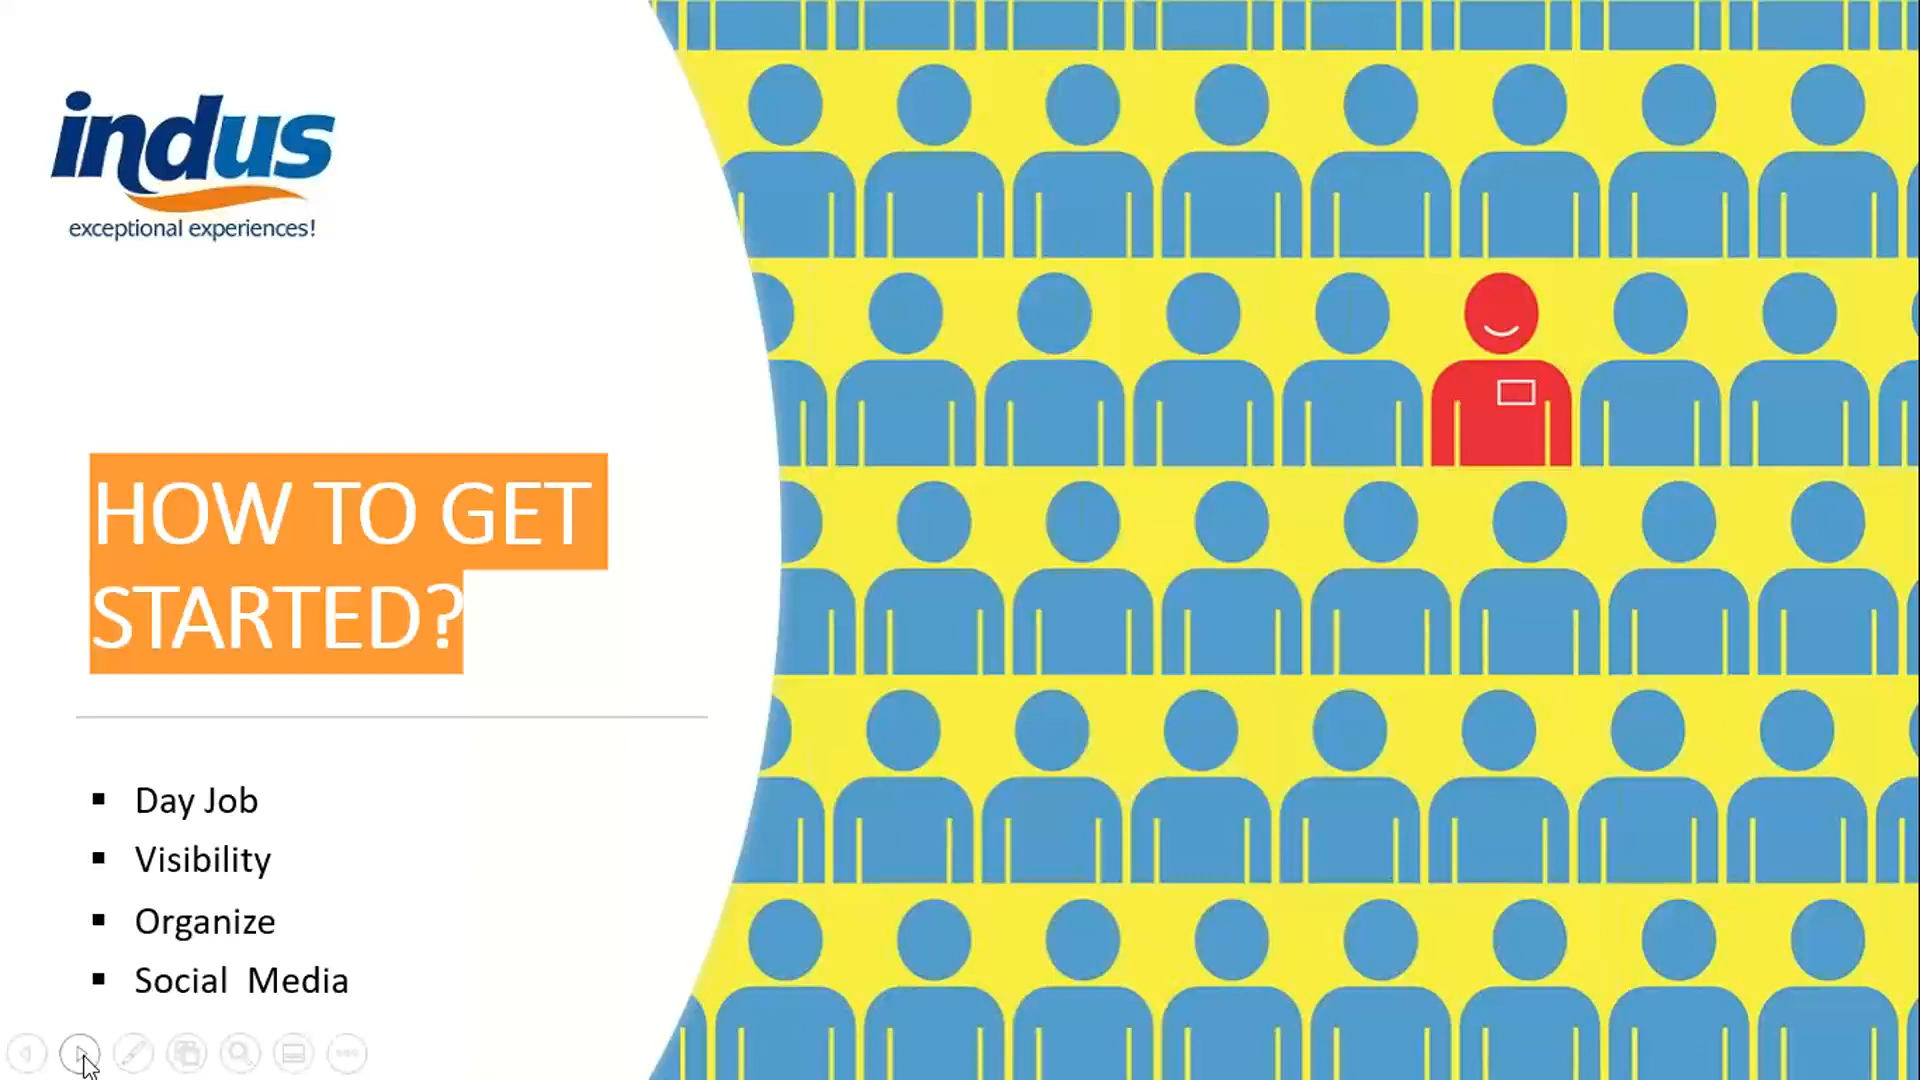 indus
exceptional experiences!
HOW TO GET
STARTED?
▪ Day Job
▪ Visibility
▪ Organize
▪ Social Media